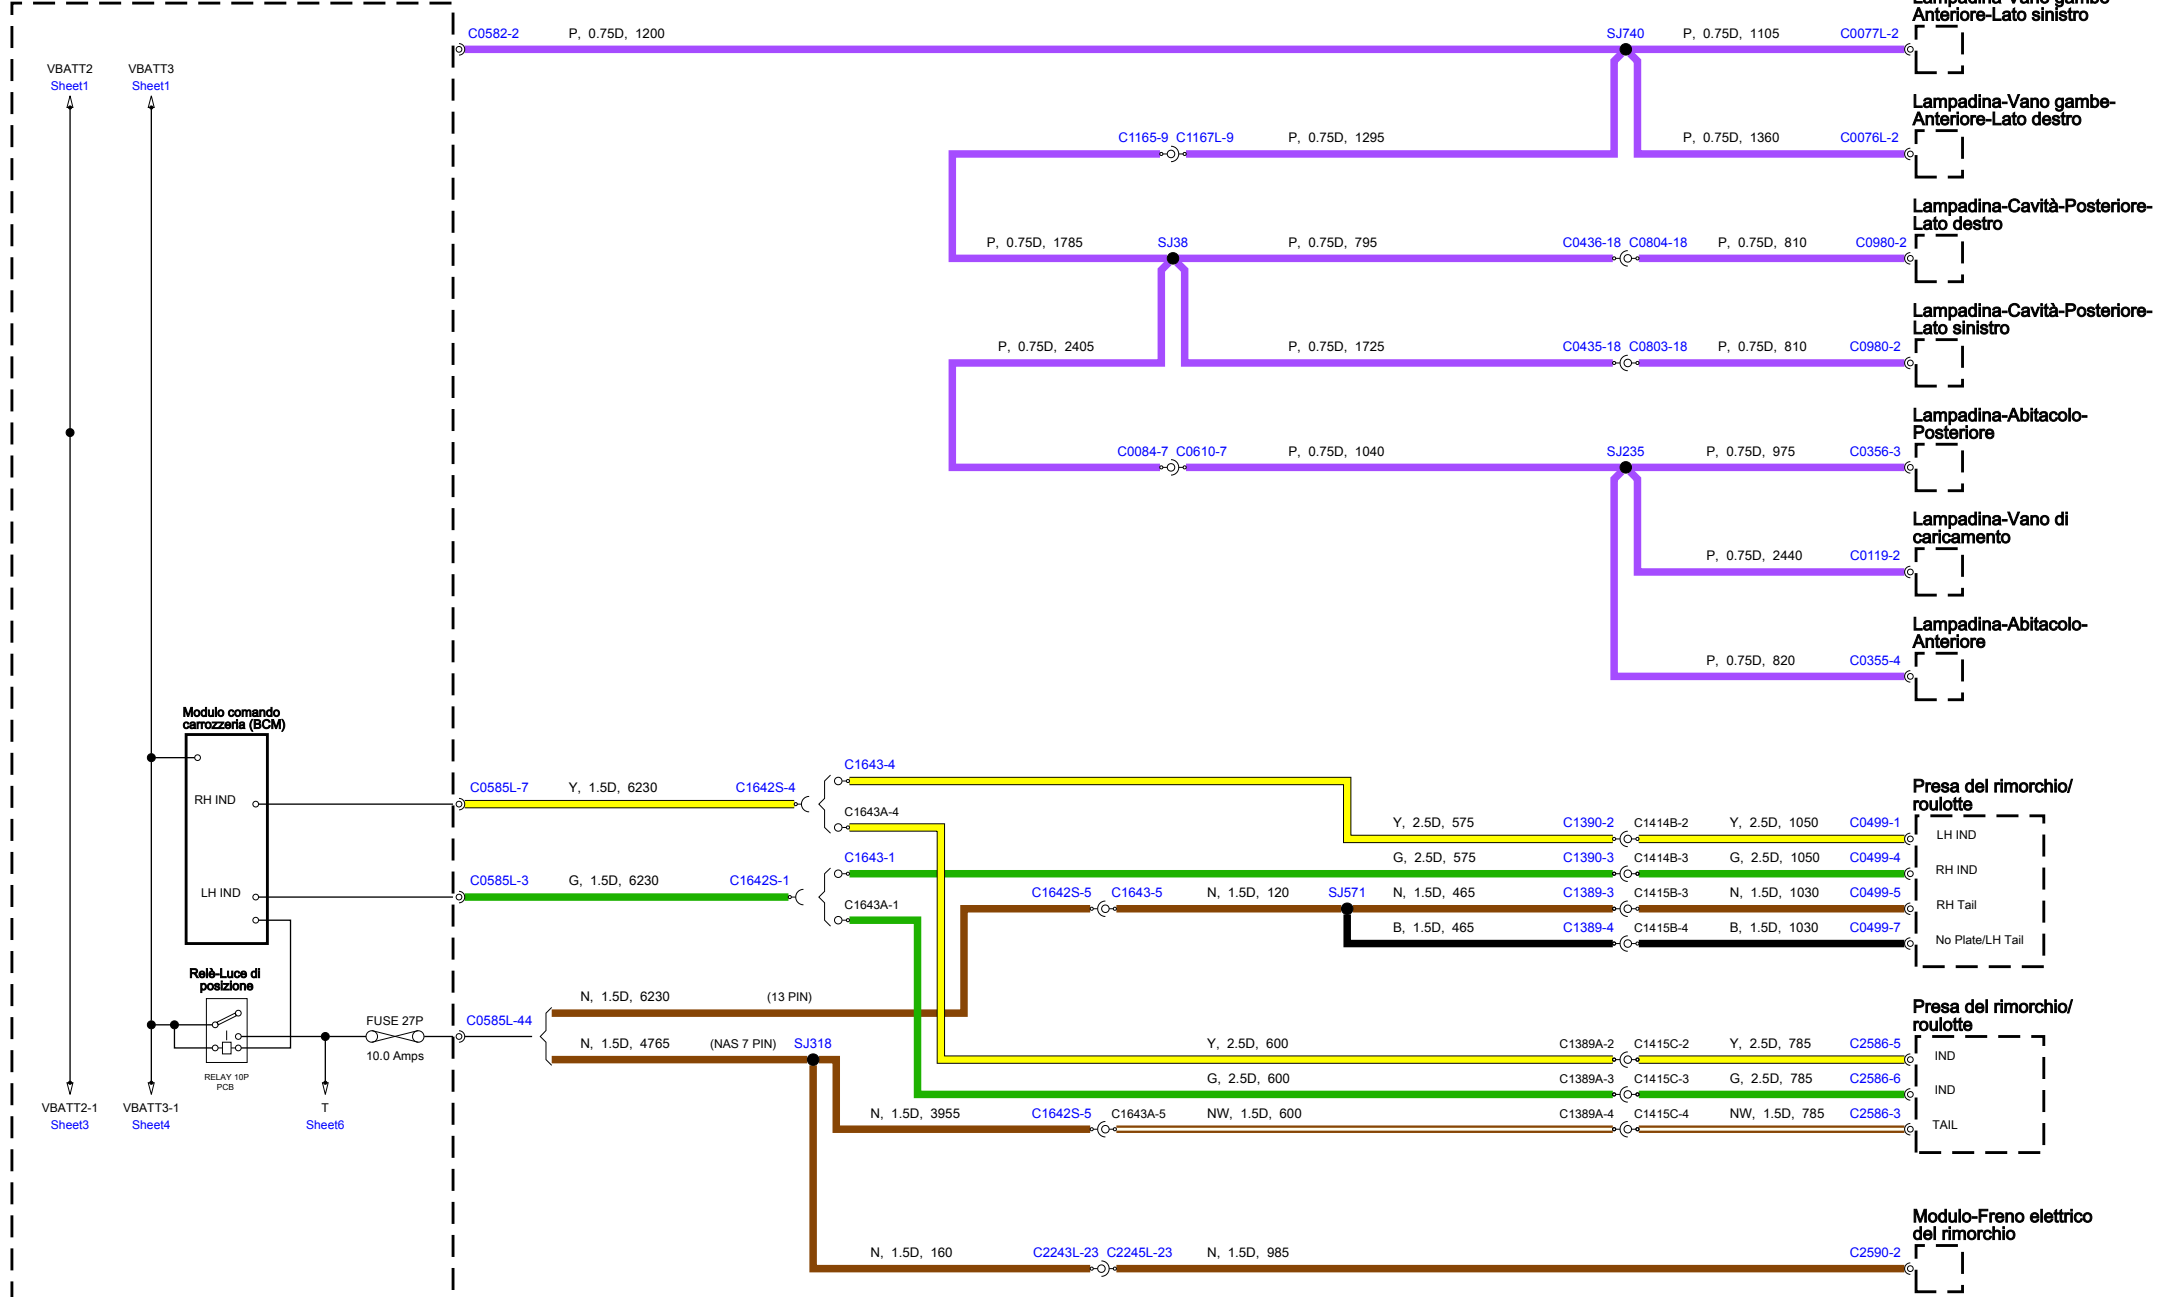 Lampadina-Vano gambe-
Anteriore-Lato sinistro
C0582-2 P, 0.75D, 1200 SJ740 P, 0.75D, 1105 C0077L-2
VBATT2 VBATT3
Sheet1 Sheet1
Lampadina-Vano gambe-
Anteriore-Lato destro
C1165-9 C1167L-9 P, 0.75D, 1295 P, 0.75D, 1360 C0076L-2
Lampadina-Cavità-Posteriore-
Lato destro
P, 0.75D, 1785 SJ38 P, 0.75D, 795 C0436-18 C0804-18 P, 0.75D, 810 C0980-2
Lampadina-Cavità-Posteriore-
Lato sinistro
P, 0.75D, 2405 P, 0.75D, 1725 C0435-18 C0803-18 P, 0.75D, 810 C0980-2
Lampadina-Abitacolo-
Posteriore
C0084-7 C0610-7 P, 0.75D, 1040 SJ235 P, 0.75D, 975 C0356-3
Lampadina-Vano di
caricamento
P, 0.75D, 2440 C0119-2
Lampadina-Abitacolo-
Anteriore
P, 0.75D, 820 C0355-4
Modulo comando
carrozzeria (BCM)
RH IND
LH IND
C1643-4
C0585L-7 Y, 1.5D, 6230 C1642S-4
C1643A-4
Presa del rimorchio/
roulotte
Y, 2.5D, 575 C1390-2 C1414B-2 Y, 2.5D, 1050 C0499-1 LH IND
C1643-1 G, 2.5D, 575 C1390-3 C1414B-3 G, 2.5D, 1050 C0499-4 RH IND
C0585L-3 G, 1.5D, 6230 C1642S-1
C1643A-1
C1642S-5 C1643-5 N, 1.5D, 120 SJ571 N, 1.5D, 465 C1389-3 C1415B-3 N, 1.5D, 1030 C0499-5 RH Tail
B, 1.5D, 465 C1389-4 C1415B-4 B, 1.5D, 1030 C0499-7 No Plate/LH Tail
Relè-Luce di
posizione
RELAY 10P
PCB
FUSE 27P
10.0 Amps
C0585L-44
N, 1.5D, 6230 (13 PIN)
N, 1.5D, 4765 (NAS 7 PIN) SJ318
Presa del rimorchio/
roulotte
Y, 2.5D, 600 C1389A-2 C1415C-2 Y, 2.5D, 785 C2586-5 IND
G, 2.5D, 600 C1389A-3 C1415C-3 G, 2.5D, 785 C2586-6 IND
N, 1.5D, 3955 C1642S-5 C1643A-5 NW, 1.5D, 600 C1389A-4 C1415C-4 NW, 1.5D, 785 C2586-3 TAIL
VBATT2-1 VBATT3-1 T
Sheet3 Sheet4 Sheet6
Modulo-Freno elettrico
del rimorchio
N, 1.5D, 160 C2243L-23 C2245L-23 N, 1.5D, 985 C2590-2